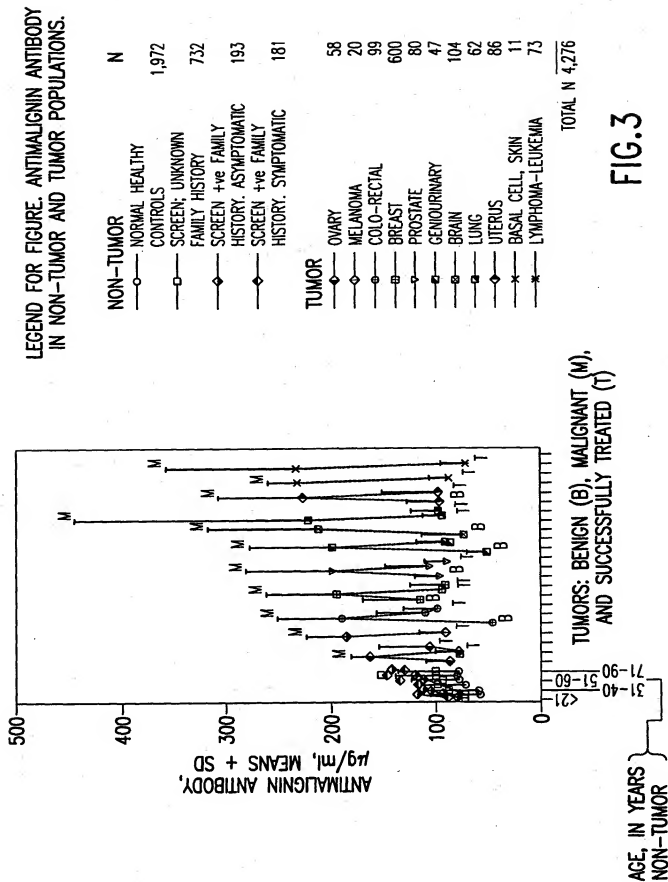 LEGEND FOR FIGURE. ANTIMALIGNIN ANTIBODY
IN NON-TUMOR AND TUMOR POPULATIONS.
NON-TUMOR N
NORMAL HEALTHY
CONTROLS 1,972
SCREEN; UNKNOWN
FAMILY HISTORY 732
SCREEN +ve FAMILY
HISTORY. ASYMPTOMATIC 193
SCREEN +ve FAMILY
HISTORY. SYMPTOMATIC 181
TUMOR
OVARY 58
MELANOMA 20
COLO-RECTAL 99
BREAST 600
PROSTATE 80
GENIOURINARY 47
BRAIN 104
LUNG 62
UTERUS 86
BASAL CELL, SKIN 11
LYMPHOMA-LEUKEMIA 73
TOTAL N 4,276
FIG.3
ANTIMALIGNIN ANTIBODY,
µg/ml, MEANS + SD
500
400
300
200
100
0
M M M M M M M M M M
T T B T B TT T B B TT B T T T
<21
31-40
51-60
71-90
AGE, IN YEARS
NON-TUMOR
TUMORS: BENIGN (B), MALIGNANT (M),
AND SUCCESSFULLY TREATED (T)